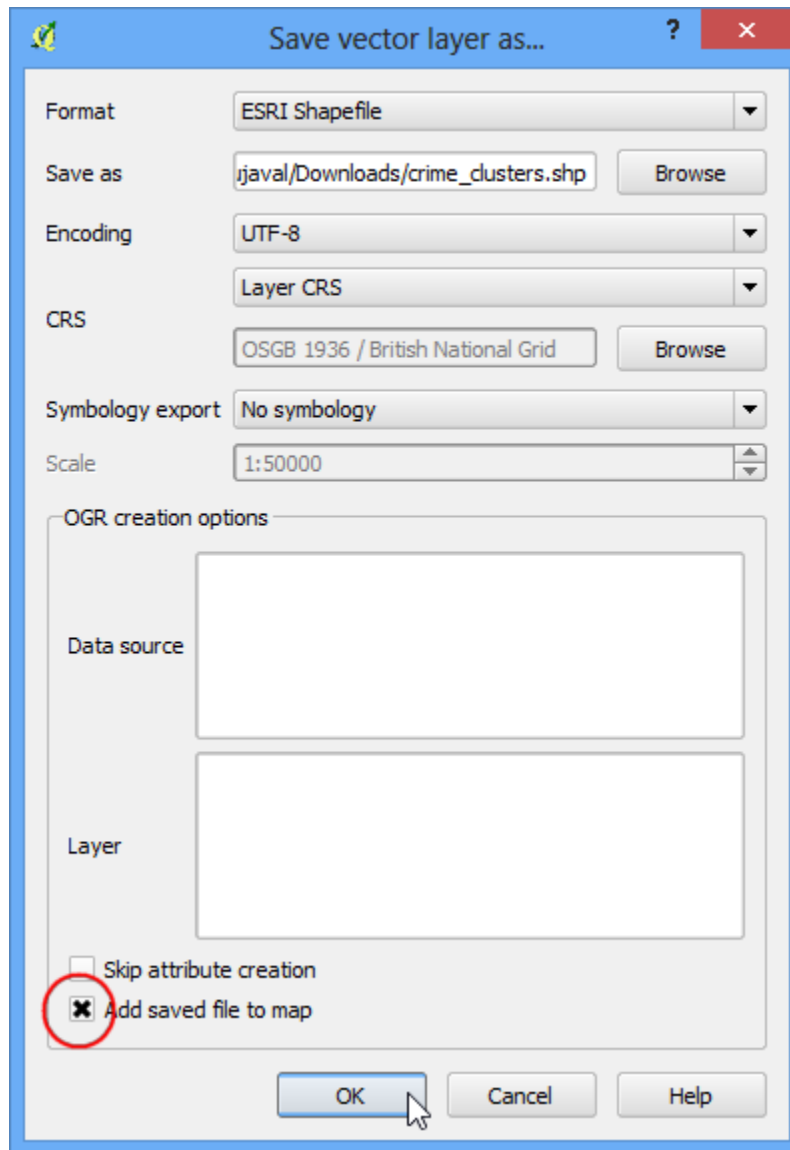 Save vector layer as...
?
Format ESRI Shapefile
Save as ujaval/Downloads/crime_clusters.shp Browse
Encoding UTF-8
Layer CRS
CRS
OSGB 1936 / British National Grid Browse
Symbology export No symbology
Scale 1:50000
OGR creation options
Data source
Layer
Skip attribute creation
Add saved file to map
OK Cancel Help